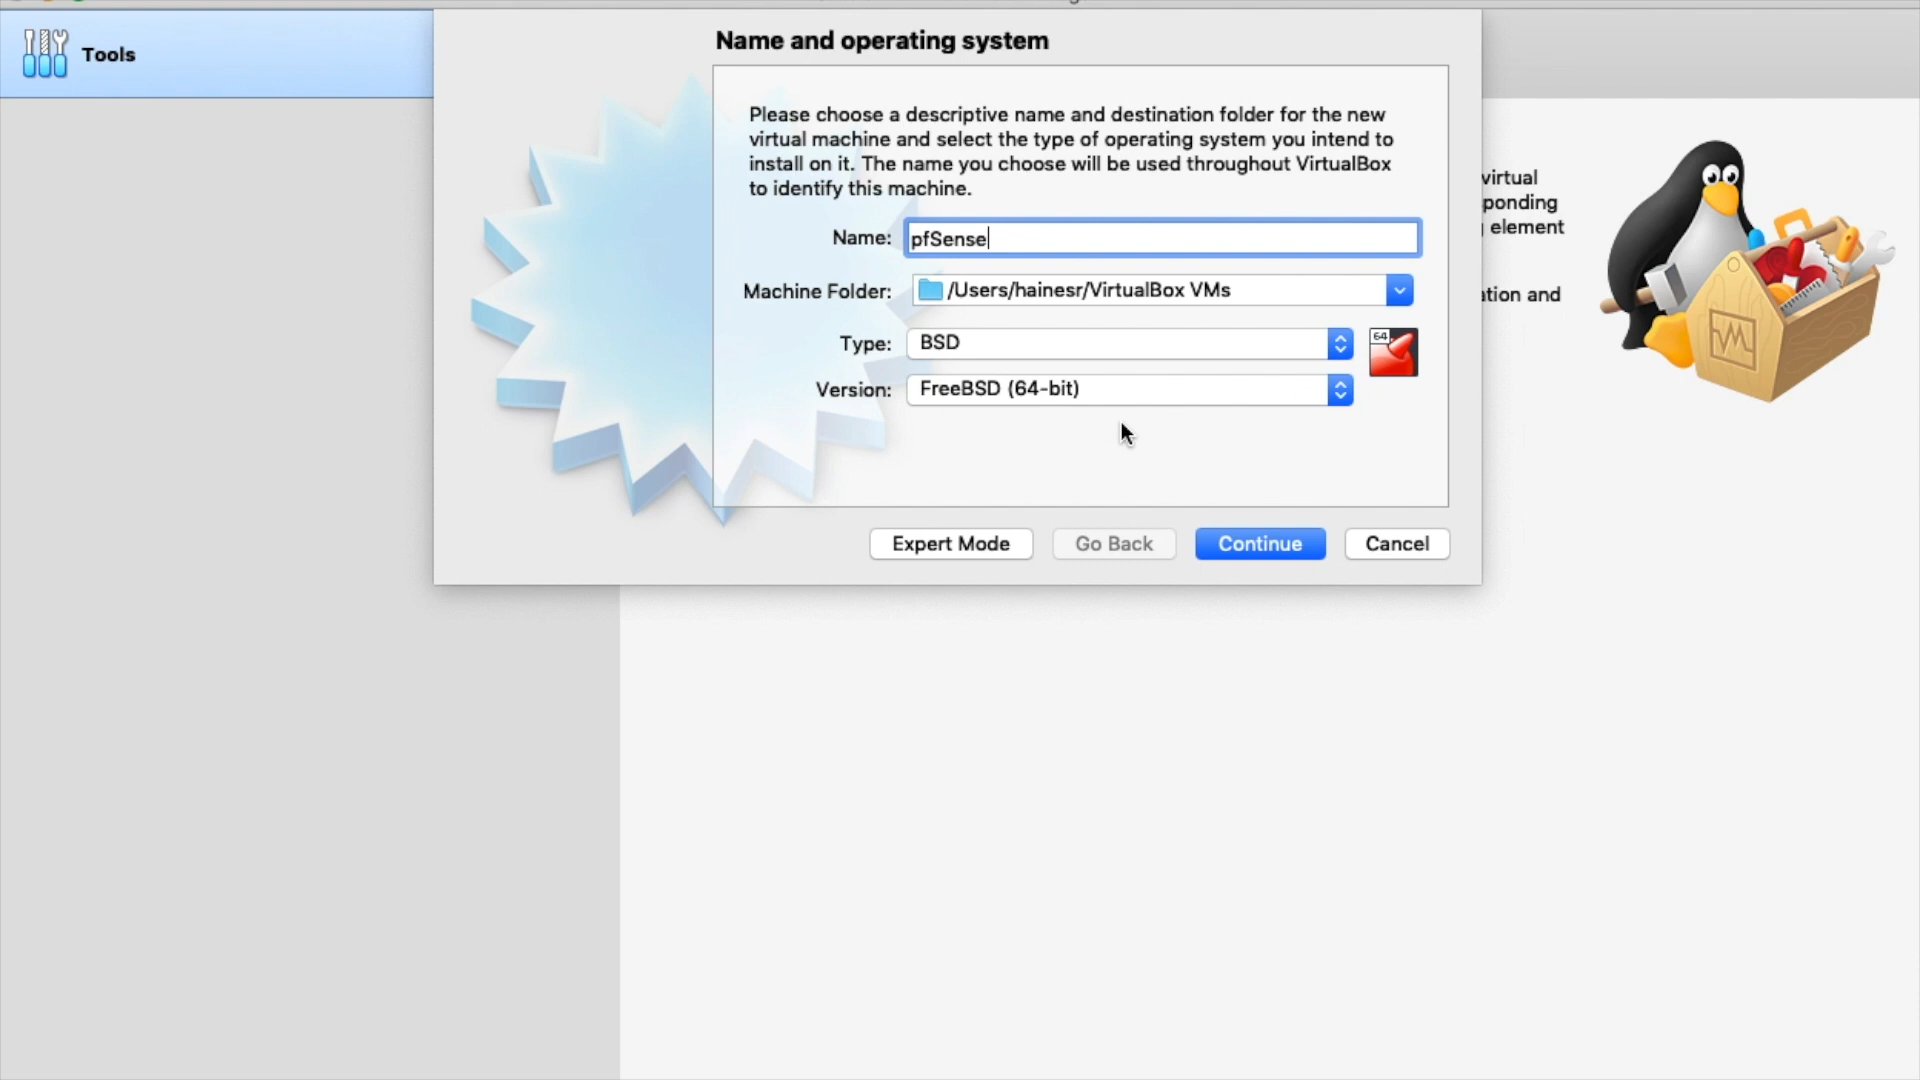 Tools
Name and operating system
Please choose a descriptive name and destination folder for the new
virtual machine and select the type of operating system you intend to
install on it. The name you choose will be used throughout VirtualBox
to identify this machine.
Name: pfSense
Machine Folder: /Users/hainesr/VirtualBox VMs
Type: BSD
64
Version: FreeBSD (64-bit)
Expert Mode Go Back Continue Cancel
virtual
ponding
element
ation and